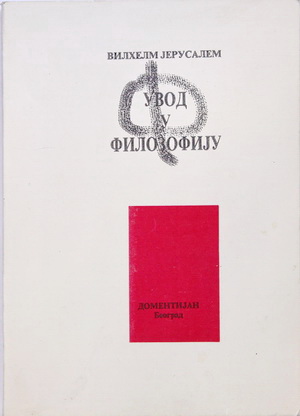 ВИЛХЕЛМ ЈЕРУСАЛЕМ
УВОД
У
ФИЛОЗОФИЈУ
ДОМЕНТИЈАН
Београд